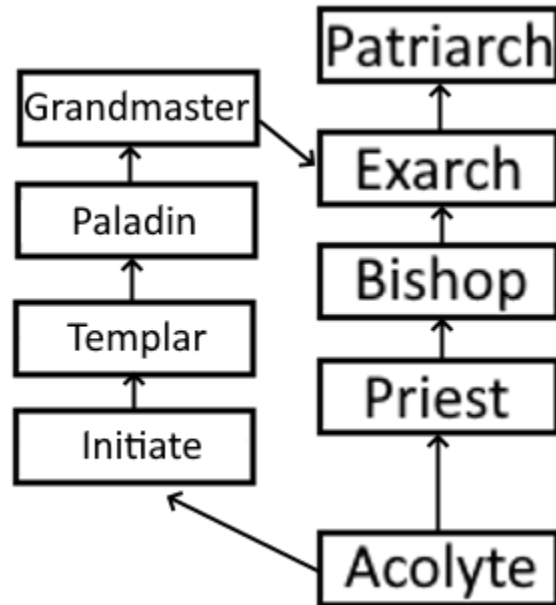 Patriarch
Grandmaster
Exarch
Paladin
Bishop
Templar
Priest
Initiate
Acolyte